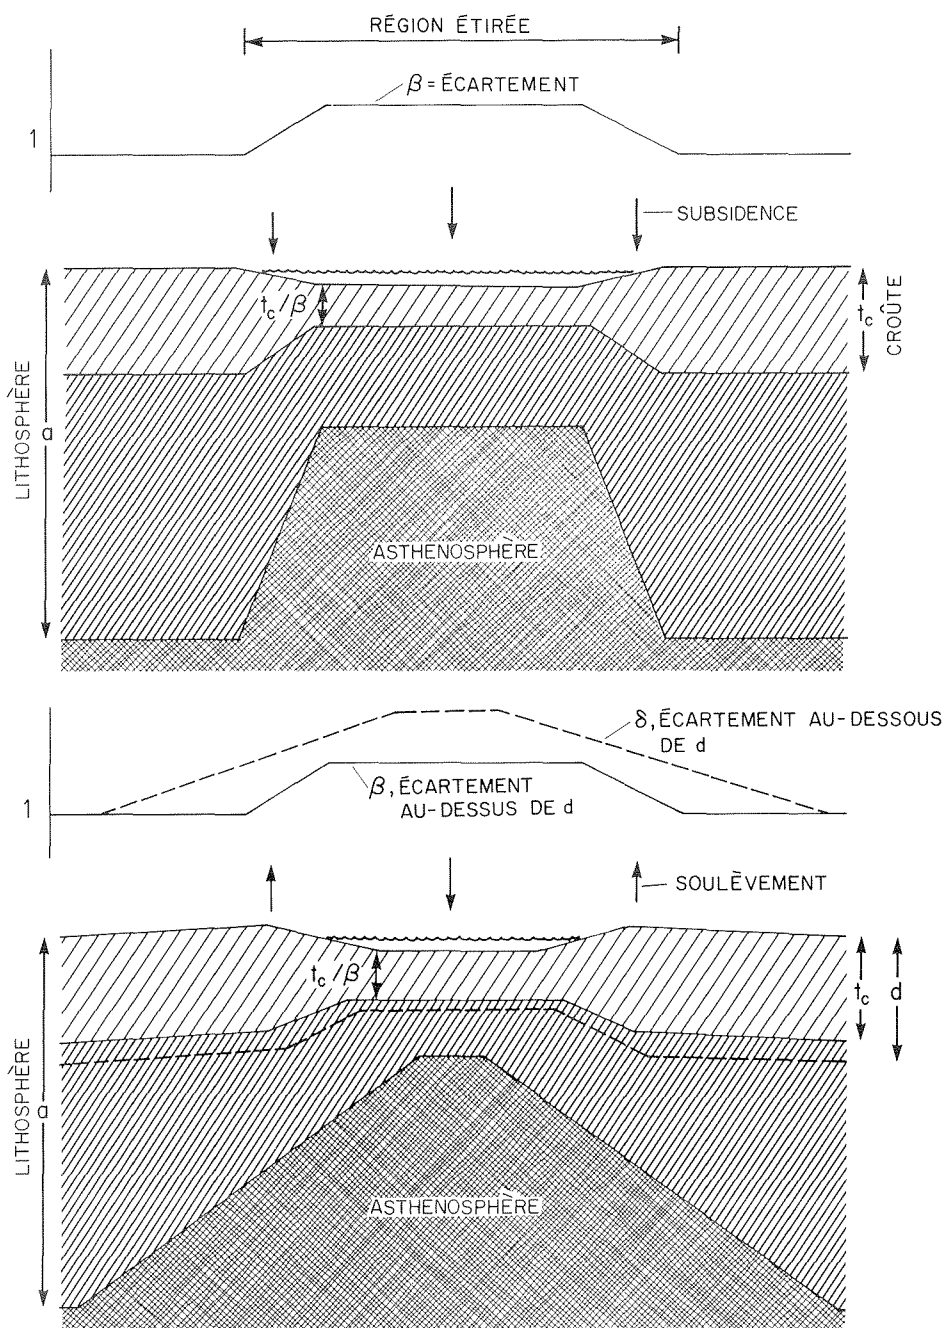 RÉGION ÉTIRÉE
β = ÉCARTEMENT
1
SUBSIDENCE
t_c/β
t_c
CROÛTE
LITHOSPHÈRE
a
ASTHENOSPHÈRE
δ, ÉCARTEMENT AU-DESSOUS
DE d
β, ÉCARTEMENT
AU-DESSUS DE d
1
SOULÈVEMENT
t_c/β
t_c
d
LITHOSPHÈRE
a
ASTHENOSPHÈRE